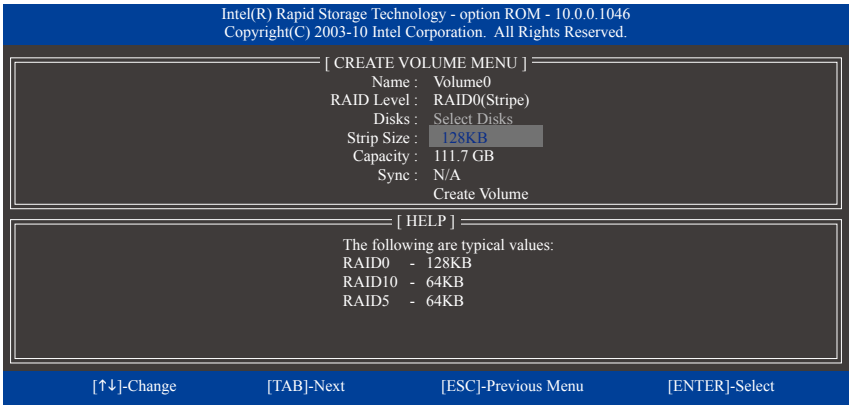 Intel(R) Rapid Storage Technology - option ROM - 10.0.0.1046
Copyright(C) 2003-10 Intel Corporation. All Rights Reserved.
[ CREATE VOLUME MENU ]
Name : Volume0
RAID Level : RAID0(Stripe)
Disks : Select Disks
Strip Size : 128KB
Capacity : 111.7 GB
Sync : N/A
Create Volume
[ HELP ]
The following are typical values:
RAID0 - 128KB
RAID10 - 64KB
RAID5 - 64KB
[↑↓]-Change [TAB]-Next [ESC]-Previous Menu [ENTER]-Select